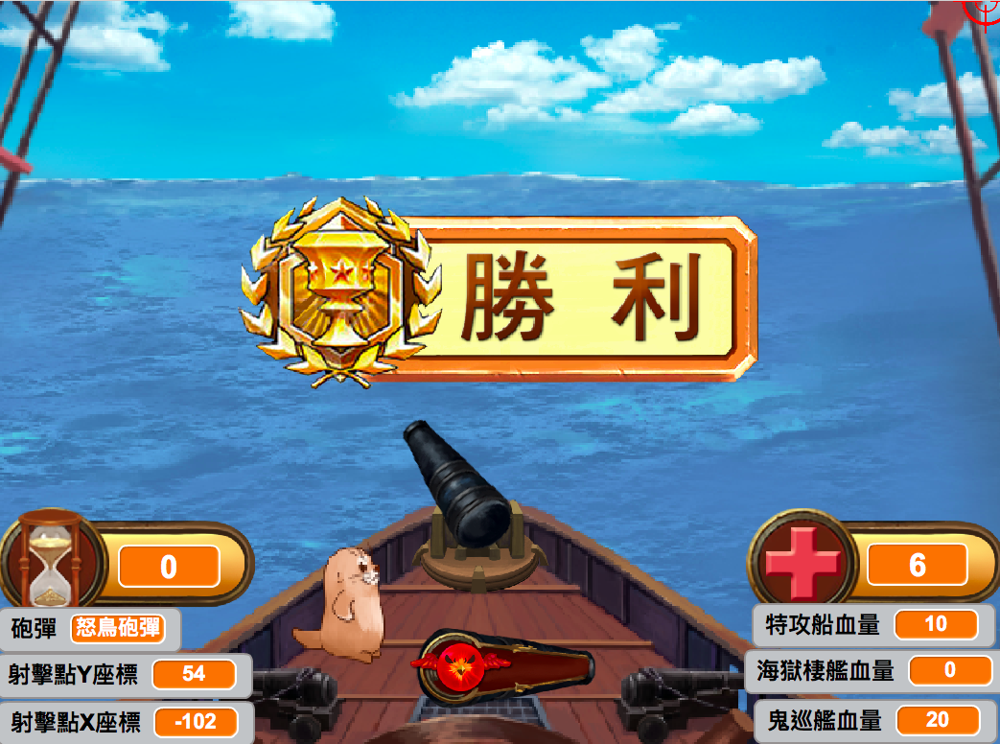 勝利
0
6
砲彈 怒鳥砲彈
特攻船血量 10
射擊點Y座標 54
海獄棲艦血量 0
射擊點X座標 -102
鬼巡艦血量 20